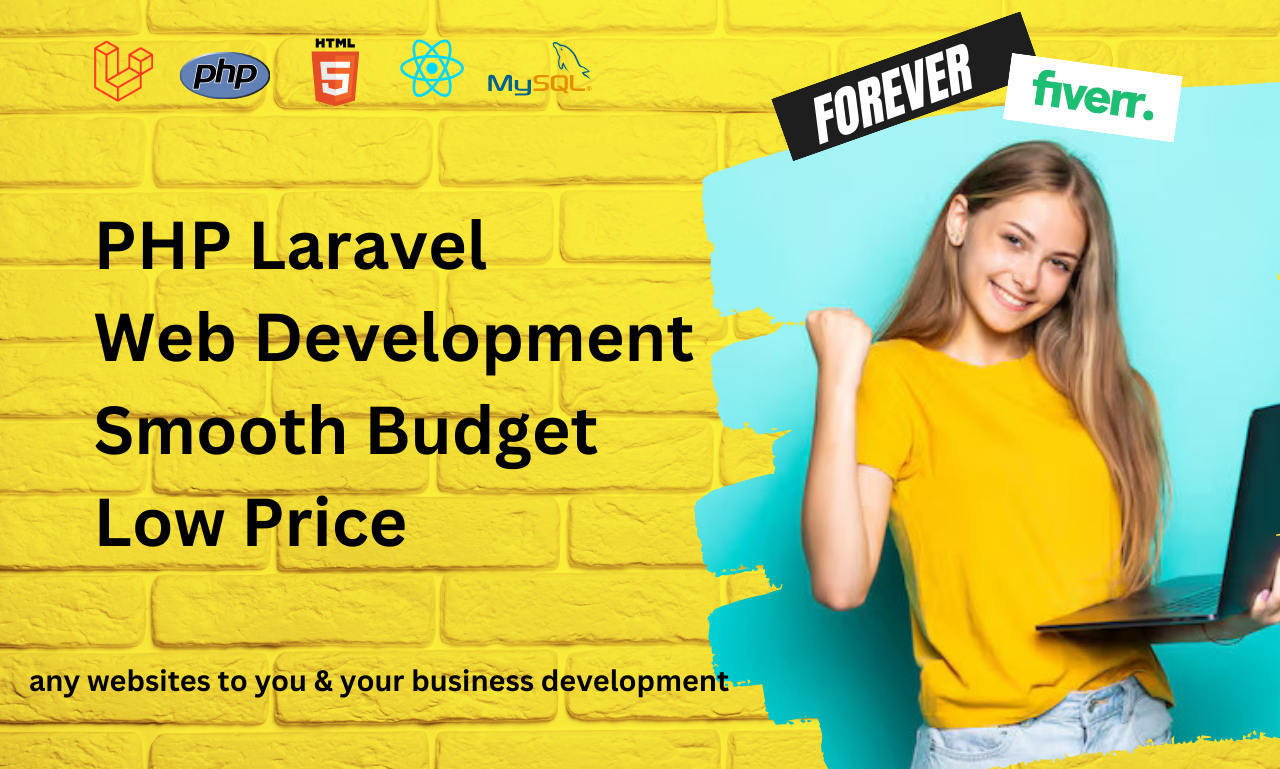 HTML
5
php
MySQL®
FOREVER
fiverr.
PHP Laravel
Web Development
Smooth Budget
Low Price
any websites to you & your business development